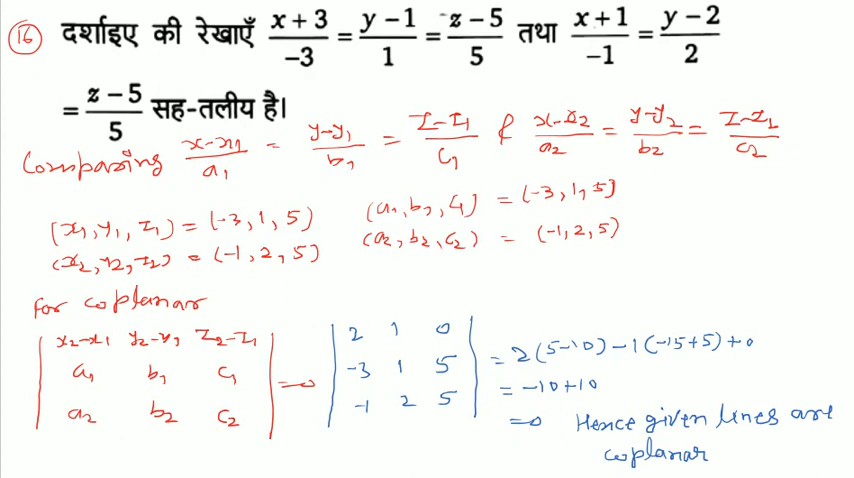 16 दर्शाइए की रेखाएँ (x+3)/(-3) = (y-1)/1 = (z-5)/5 तथा (x+1)/(-1) = (y-2)/2
= (z-5)/5 सह-तलीय है।
Comparing (x-x1)/a1 = (y-y1)/b1 = (z-z1)/c1 & (x-x2)/a2 = (y-y2)/b2 = (z-z2)/c2
(x1, y1, z1) = (-3, 1, 5) (a1, b1, c1) = (-3, 1, 5)
(x2, y2, z2) = (-1, 2, 5) (a2, b2, c2) = (-1, 2, 5)
For coplanar
| x2-x1 y2-y1 z2-z1 | | 2 1 0 | = 2(5-10) - 1(-15+5) + 0
| a1 b1 c1 | => | -3 1 5 | = -10+10
| a2 b2 c2 | | -1 2 5 | => Hence given lines are
coplanar